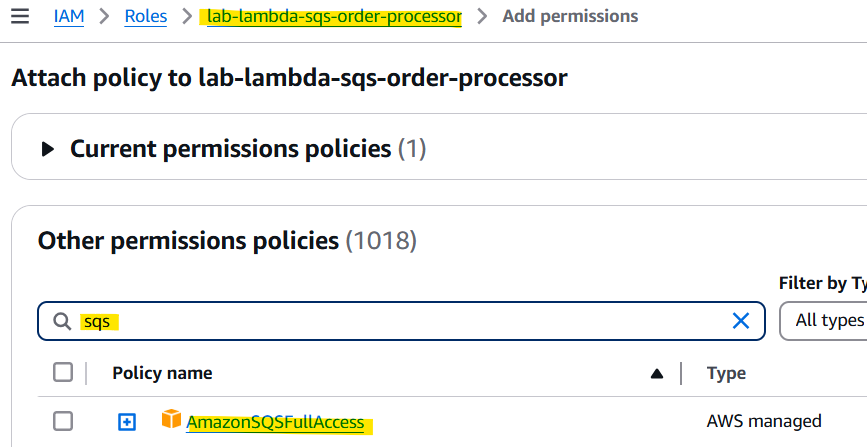 IAM > Roles > lab-lambda-sqs-order-processor > Add permissions
Attach policy to lab-lambda-sqs-order-processor
Current permissions policies (1)
Other permissions policies (1018)
Filter by Ty
sqs
All types
Policy name
Type
AmazonSQSFullAccess
AWS managed